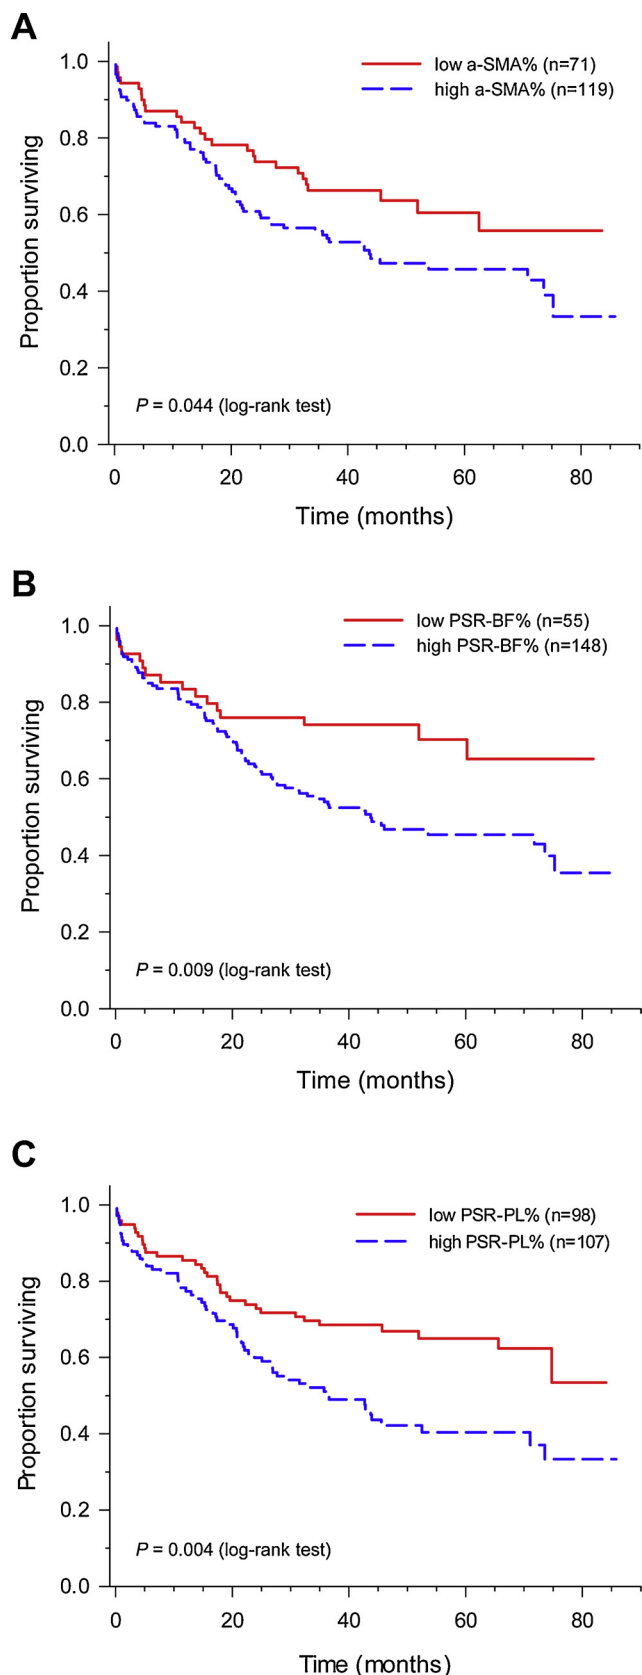 A
1.0
0.8
0.6
0.4
0.2
0.0
Proportion surviving
low a-SMA% (n=71)
high a-SMA% (n=119)
P = 0.044 (log-rank test)
0 20 40 60 80
Time (months)
B
1.0
0.8
0.6
0.4
0.2
0.0
Proportion surviving
low PSR-BF% (n=55)
high PSR-BF% (n=148)
P = 0.009 (log-rank test)
0 20 40 60 80
Time (months)
C
1.0
0.8
0.6
0.4
0.2
0.0
Proportion surviving
low PSR-PL% (n=98)
high PSR-PL% (n=107)
P = 0.004 (log-rank test)
0 20 40 60 80
Time (months)